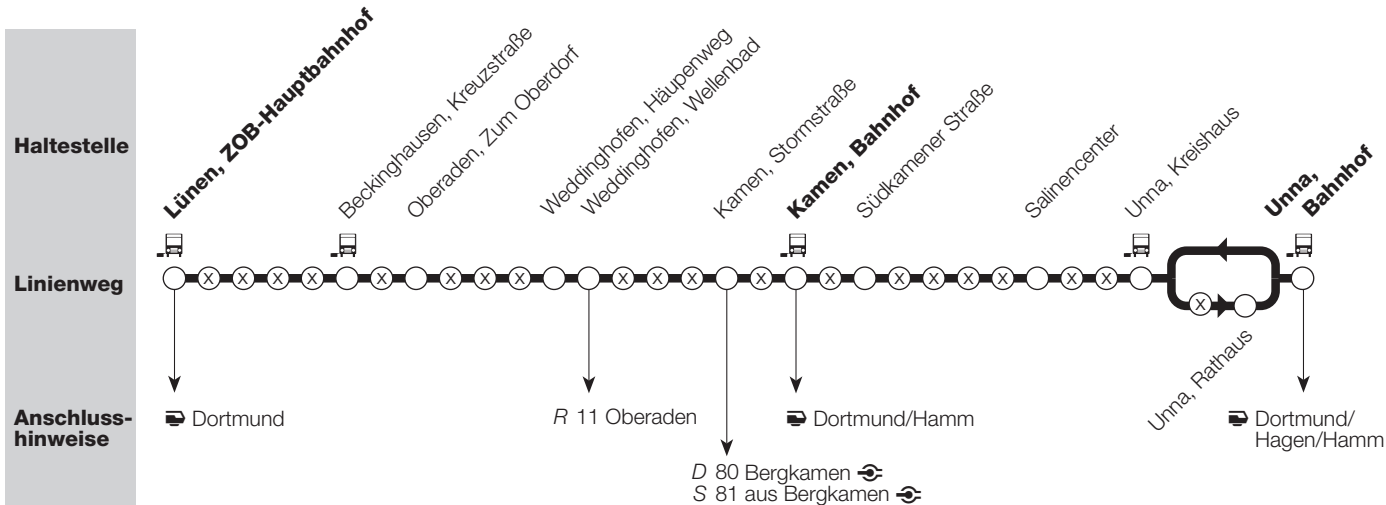 Haltestelle
Lünen, ZOB-Hauptbahnhof
Beckinghausen, Kreuzstraße
Oberaden, Zum Oberdorf
Weddinghofen, Häupenweg
Weddinghofen, Wellenbad
Kamen, Stormstraße
Kamen, Bahnhof
Südkamener Straße
Salinencenter
Unna, Kreishaus
Unna,
Bahnhof
Linienweg
X X X X X X X X X X X X X X X X X X X X
Unna, Rathaus
Anschluss-
hinweise
Dortmund
R 11 Oberaden
D 80 Bergkamen
S 81 aus Bergkamen
Dortmund/Hamm
Dortmund/
Hagen/Hamm